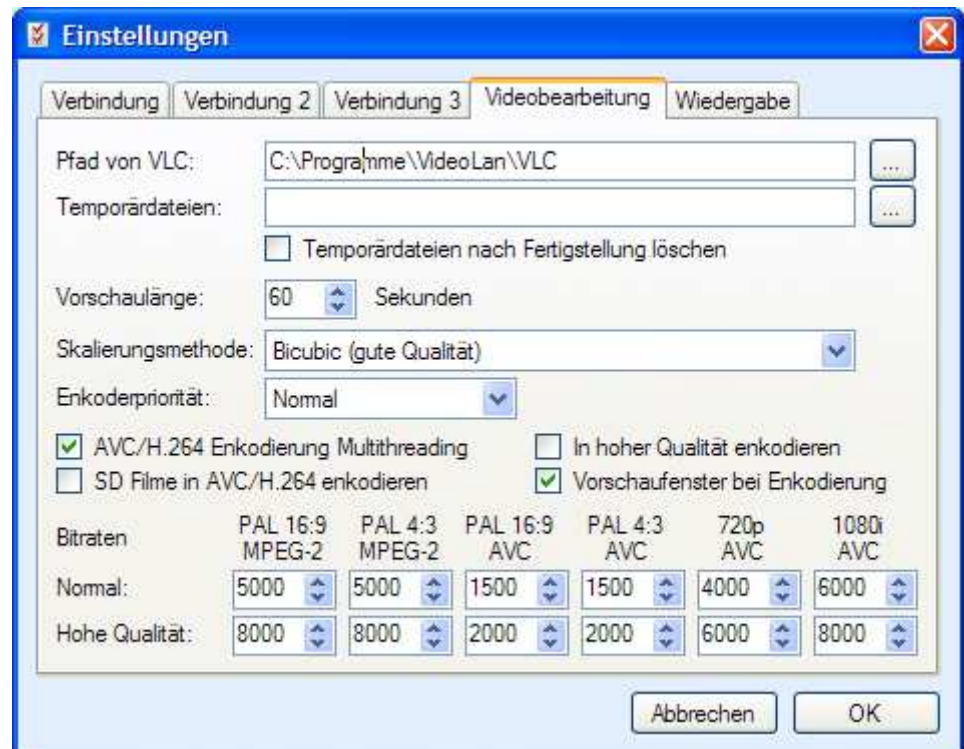 Einstellungen
Verbindung Verbindung 2 Verbindung 3 Videobearbeitung Wiedergabe
Pfad von VLC: C:\Programme\VideoLan\VLC ...
Temporärdateien: ...
Temporärdateien nach Fertigstellung löschen
Vorschaulänge: 60 Sekunden
Skalierungsmethode: Bicubic (gute Qualität)
Enkoderpriorität: Normal
AVC/H.264 Enkodierung Multithreading In hoher Qualität enkodieren
SD Filme in AVC/H.264 enkodieren Vorschaufenster bei Enkodierung
Bitraten PAL 16:9 MPEG-2 PAL 4:3 MPEG-2 PAL 16:9 AVC PAL 4:3 AVC 720p AVC 1080i AVC
Normal: 5000 5000 1500 1500 4000 6000
Hohe Qualität: 8000 8000 2000 2000 6000 8000
Abbrechen OK